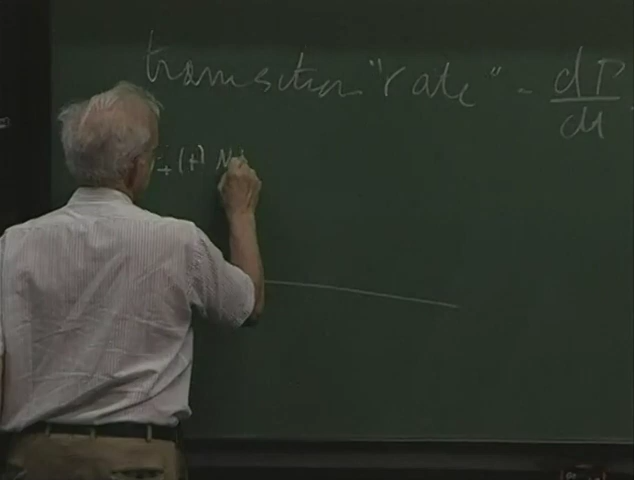 transition "rate" = dP/dt
(t)